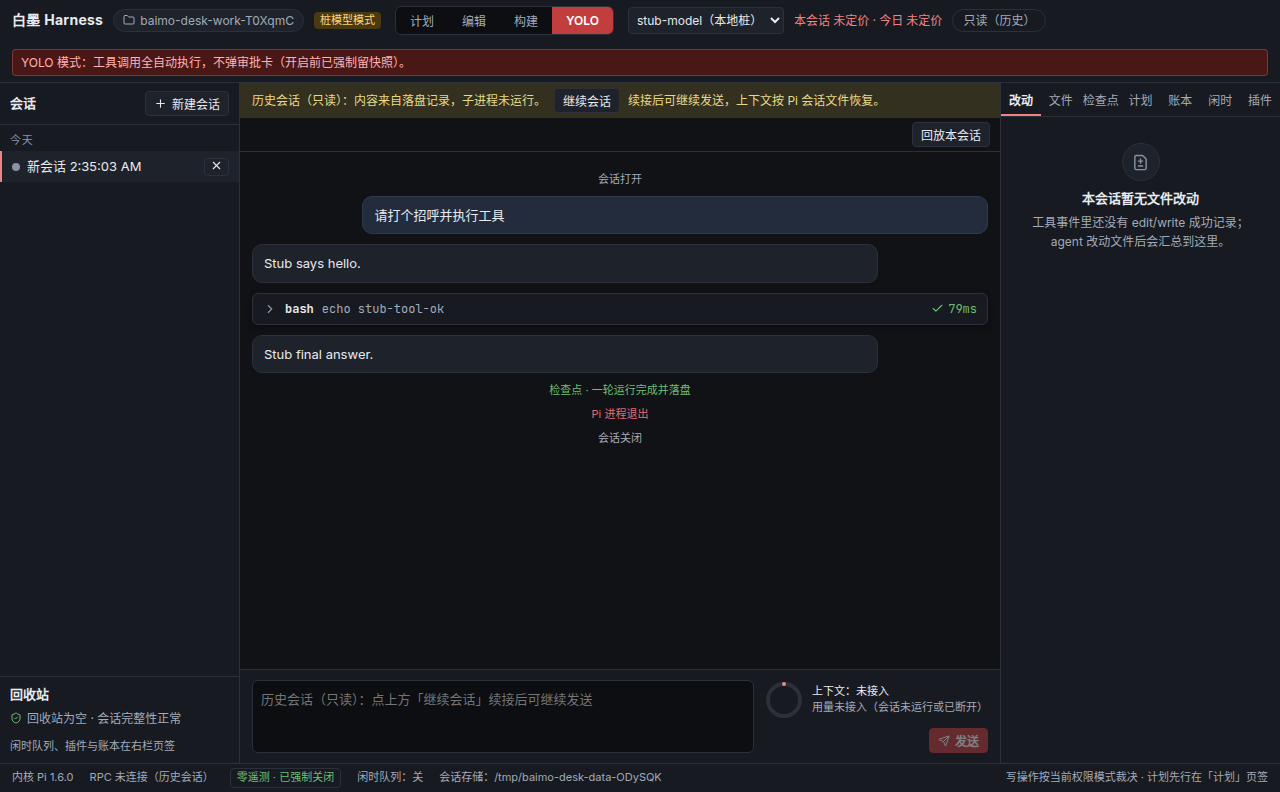 白墨 Harness baimo-desk-work-T0XqmC 桩模型模式 计划 编辑 构建 YOLO stub-model（本地桩） 本会话 未定价 · 今日 未定价 只读（历史）
YOLO 模式：工具调用全自动执行，不弹审批卡（开启前已强制留快照）。
会话 新建会话
今天
新会话 2:35:03 AM
历史会话（只读）：内容来自落盘记录，子进程未运行。 继续会话 续接后可继续发送，上下文按 Pi 会话文件恢复。
回放本会话
会话打开
请打个招呼并执行工具
Stub says hello.
bash echo stub-tool-ok 79ms
Stub final answer.
检查点 · 一轮运行完成并落盘
Pi 进程退出
会话关闭
改动 文件 检查点 计划 账本 闲时 插件
本会话暂无文件改动
工具事件里还没有 edit/write 成功记录；
agent 改动文件后会汇总到这里。
回收站
回收站为空 · 会话完整性正常
闲时队列、插件与账本在右栏页签
历史会话（只读）：点上方「继续会话」续接后可继续发送
上下文：未接入
用量未接入（会话未运行或已断开）
发送
内核 Pi 1.6.0 RPC 未连接（历史会话） 零遥测 · 已强制关闭 闲时队列：关 会话存储：/tmp/baimo-desk-data-ODySQK 写操作按当前权限模式裁决 · 计划先行在「计划」页签